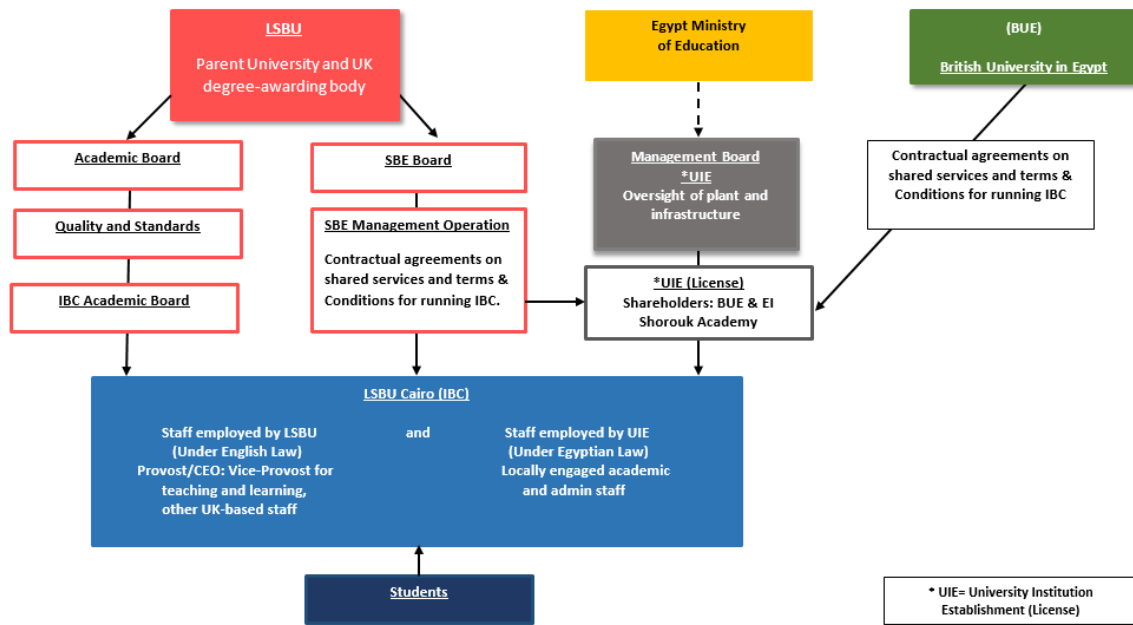 LSBU
Parent University and UK
degree-awarding body
Egypt Ministry
of Education
(BUE)
British University in Egypt
Academic Board
SBE Board
Management Board
*UIE
Oversight of plant and
infrastructure
Contractual agreements on
shared services and terms &
Conditions for running IBC
Quality and Standards
SBE Management Operation
Contractual agreements on
shared services and terms &
Conditions for running IBC.
IBC Academic Board
*UIE (License)
Shareholders: BUE & EI
Shorouk Academy
LSBU Cairo (IBC)
Staff employed by LSBU
(Under English Law)
Provost/CEO: Vice-Provost for
teaching and learning,
other UK-based staff
and
Staff employed by UIE
(Under Egyptian Law)
Locally engaged academic
and admin staff
Students
* UIE= University Institution
Establishment (License)